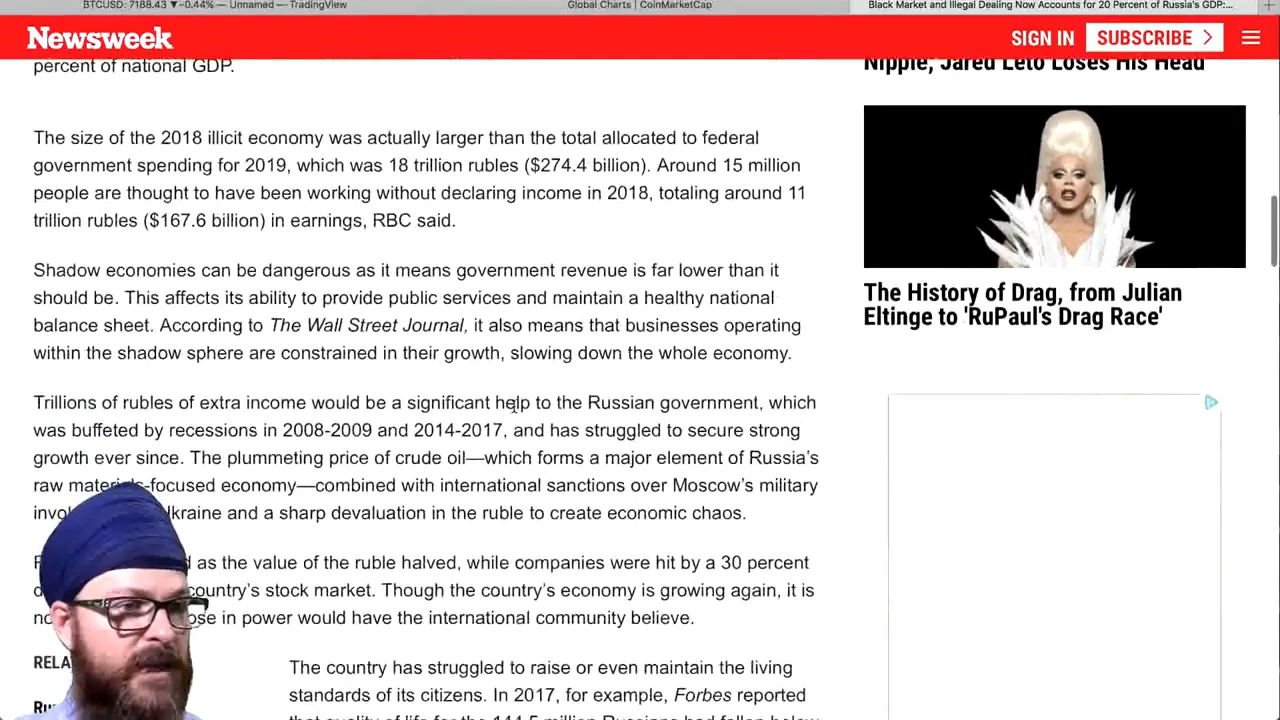 BTCUSD: 7188.43 ▼−0.44% — Unnamed — TradingView
Global Charts | CoinMarketCap
Black Market and Illegal Dealing Now Accounts for 20 Percent of Russia's GDP:...
Newsweek
SIGN IN
SUBSCRIBE
percent of national GDP.
The size of the 2018 illicit economy was actually larger than the total allocated to federal
government spending for 2019, which was 18 trillion rubles ($274.4 billion). Around 15 million
people are thought to have been working without declaring income in 2018, totaling around 11
trillion rubles ($167.6 billion) in earnings, RBC said.
Shadow economies can be dangerous as it means government revenue is far lower than it
should be. This affects its ability to provide public services and maintain a healthy national
balance sheet. According to The Wall Street Journal, it also means that businesses operating
within the shadow sphere are constrained in their growth, slowing down the whole economy.
Trillions of rubles of extra income would be a significant help to the Russian government, which
was buffeted by recessions in 2008-2009 and 2014-2017, and has struggled to secure strong
growth ever since. The plummeting price of crude oil—which forms a major element of Russia's
raw materials-focused economy—combined with international sanctions over Moscow's military
Ukraine and a sharp devaluation in the ruble to create economic chaos.
as the value of the ruble halved, while companies were hit by a 30 percent
country's stock market. Though the country's economy is growing again, it is
in power would have the international community believe.
The country has struggled to raise or even maintain the living
standards of its citizens. In 2017, for example, Forbes reported
Nipple; Jared Leto Loses His Head
The History of Drag, from Julian
Eltinge to 'RuPaul's Drag Race'